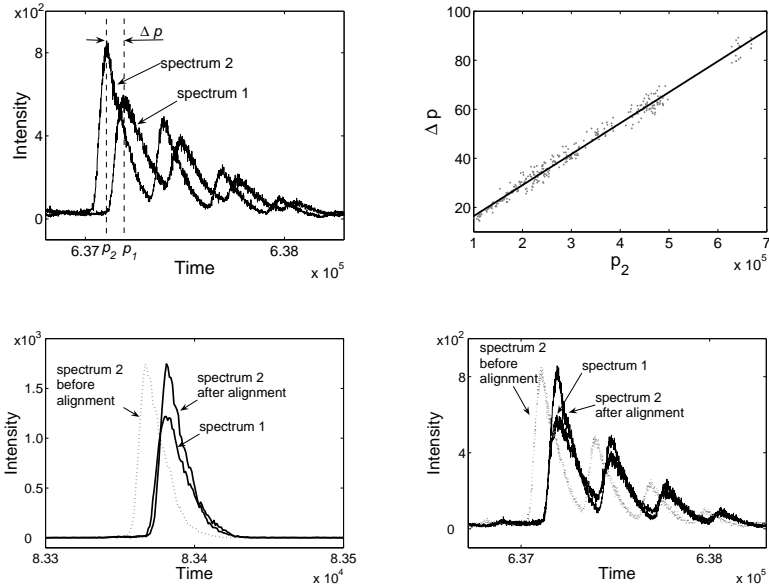 x10²
Δ p
spectrum 2
spectrum 1
8
4
0
Intensity
6.37
6.38
p₂ p₁
Time
x 10⁵
100
80
60
40
20
Δ p
1 2 3 4 5 6 7
p₂
x 10⁵
x10³
spectrum 2
before
alignment
spectrum 2
after alignment
spectrum 1
1.5
1.0
0.5
0
Intensity
8.33
8.34
8.35
Time
x 10⁴
x10²
spectrum 2
before
alignment
spectrum 1
spectrum 2
after alignment
8
4
0
Intensity
6.37
6.38
Time
x 10⁵